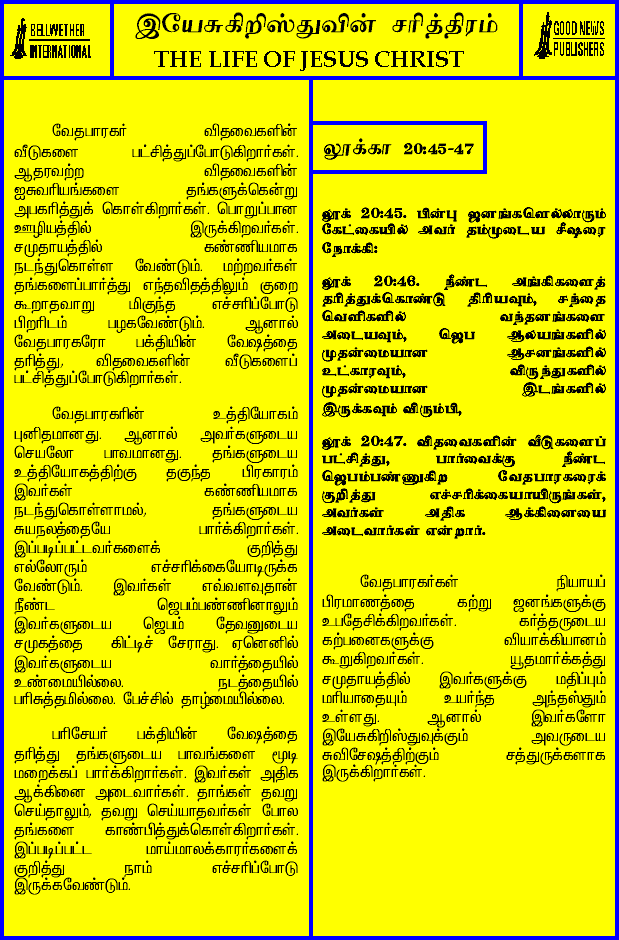 BELLWETHER
INTERNATIONAL
இயேசுகிறிஸ்துவின் சரித்திரம்
THE LIFE OF JESUS CHRIST
GOOD NEWS
PUBLISHERS
வேதபாரகர் விதவைகளின்
வீடுகளை பட்சித்துப்போடுகிறார்கள்.
ஆதரவற்ற விதவைகளின்
ஐசுவரியங்களை தங்களுக்கென்று
அபகரித்துக் கொள்கிறார்கள். பொறுப்பான
ஊழியத்தில் இருக்கிறவர்கள்.
சமுதாயத்தில் கண்ணியமாக
நடந்துகொள்ள வேண்டும். மற்றவர்கள்
தங்களைப்பார்த்து எந்தவிதத்திலும் குறை
கூறாதவாறு மிகுந்த எச்சரிப்போடு
பிறரிடம் பழகவேண்டும். ஆனால்
வேதபாரகரோ பக்தியின் வேஷத்தை
தரித்து, விதவைகளின் வீடுகளைப்
பட்சித்துப்போடுகிறார்கள்.
வேதபாரகரின் உத்தியோகம்
புனிதமானது. ஆனால் அவர்களுடைய
செயலோ பாவமானது. தங்களுடைய
உத்தியோகத்திற்கு தகுந்த பிரகாரம்
இவர்கள் கண்ணியமாக
நடந்துகொள்ளாமல், தங்களுடைய
சுயநலத்தையே பார்க்கிறார்கள்.
இப்படிப்பட்டவர்களைக் குறித்து
எல்லோரும் எச்சரிக்கையோடிருக்க
வேண்டும். இவர்கள் எவ்வளவுதான்
நீண்ட ஜெபம்பண்ணினாலும்
இவர்களுடைய ஜெபம் தேவனுடைய
சமுகத்தை கிட்டிச் சேராது. ஏனெனில்
இவர்களுடைய வார்த்தையில்
உண்மையில்லை. நடத்தையில்
பரிசுத்தமில்லை. பேச்சில் தாழ்மையில்லை.
பரிசேயர் பக்தியின் வேஷத்தை
தரித்து தங்களுடைய பாவங்களை மூடி
மறைக்கப் பார்க்கிறார்கள். இவர்கள் அதிக
ஆக்கினை அடைவார்கள். தாங்கள் தவறு
செய்தாலும், தவறு செய்யாதவர்கள் போல
தங்களை காண்பித்துக்கொள்கிறார்கள்.
இப்படிப்பட்ட மாய்மாலக்காரர்களைக்
குறித்து நாம் எச்சரிப்போடு
இருக்கவேண்டும்.
லூக்கா 20:45-47
லூக் 20:45. பின்பு ஜனங்களெல்லாரும்
கேட்கையில் அவர் தம்முடைய சீஷரை
நோக்கி:
லூக் 20:46. நீண்ட அங்கிகளைத்
தரித்துக்கொண்டு திரியவும், சந்தை
வெளிகளில் வந்தனங்களை
அடையவும், ஜெப ஆலயங்களில்
முதன்மையான ஆசனங்களில்
உட்காரவும், விருந்துகளில்
முதன்மையான இடங்களில்
இருக்கவும் விரும்பி,
லூக் 20:47. விதவைகளின் வீடுகளைப்
பட்சித்து, பார்வைக்கு நீண்ட
ஜெபம்பண்ணுகிற வேதபாரகரைக்
குறித்து எச்சரிக்கையாயிருங்கள்,
அவர்கள் அதிக ஆக்கினையை
அடைவார்கள் என்றார்.
வேதபாரகர்கள் நியாயப்
பிரமாணத்தை கற்று ஜனங்களுக்கு
உபதேசிக்கிறவர்கள். கர்த்தருடைய
கற்பனைகளுக்கு வியாக்கியானம்
கூறுகிறவர்கள். யூதமார்க்கத்து
சமுதாயத்தில் இவர்களுக்கு மதிப்பும்
மரியாதையும் உயர்ந்த அந்தஸ்தும்
உள்ளது. ஆனால் இவர்களோ
இயேசுகிறிஸ்துவுக்கும் அவருடைய
சுவிசேஷத்திற்கும் சத்துருக்களாக
இருக்கிறார்கள்.